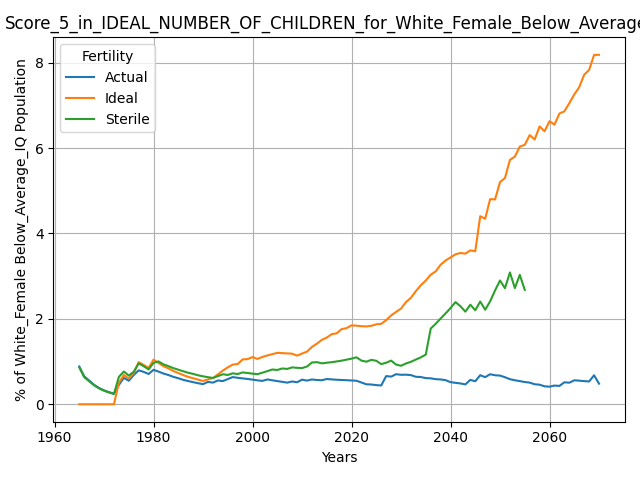 Score_5_in_IDEAL_NUMBER_OF_CHILDREN_for_White_Female_Below_Average
Fertility
Actual
Ideal
Sterile
% of White_Female Below_Average_IQ Population
8
6
4
2
0
1960 1980 2000 2020 2040 2060
Years